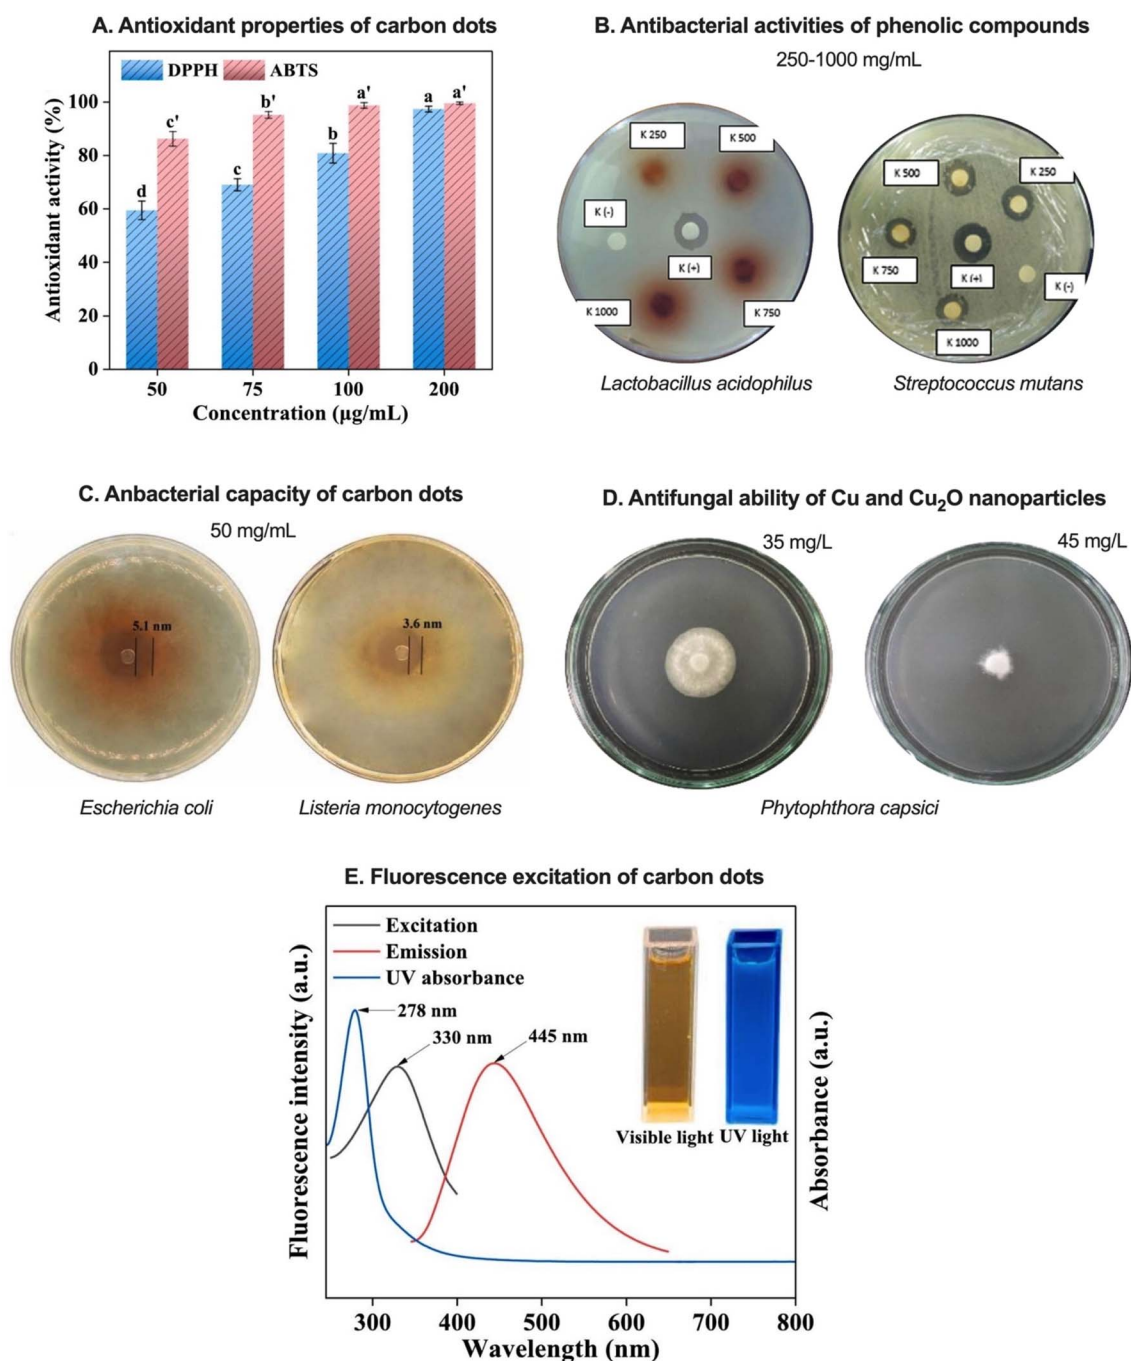 A. Antioxidant properties of carbon dots
DPPH
ABTS
Antioxidant activity (%)
100
80
60
40
20
0
d
c'
c
b'
b
a'
a
a'
50
75
100
200
Concentration (µg/mL)
B. Antibacterial activities of phenolic compounds
250-1000 mg/mL
K 250
K 500
K (-)
K (+)
K 1000
K 750
Lactobacillus acidophilus
K 500
K 250
K 750
K (+)
K (-)
K 1000
Streptococcus mutans
C. Anbacterial capacity of carbon dots
50 mg/mL
5.1 nm
3.6 nm
Escherichia coli
Listeria monocytogenes
D. Antifungal ability of Cu and Cu₂O nanoparticles
35 mg/L
45 mg/L
Phytophthora capsici
E. Fluorescence excitation of carbon dots
Excitation
Emission
UV absorbance
278 nm
330 nm
445 nm
Visible light
UV light
Fluorescence intensity (a.u.)
Absorbance (a.u.)
300
400
500
600
700
800
Wavelength (nm)